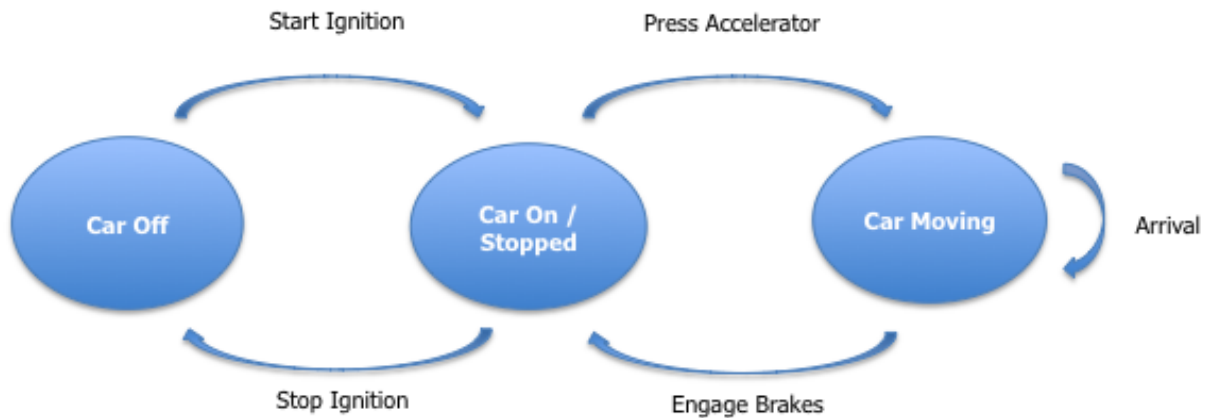 Start Ignition
Press Accelerator
Car Off
Car On /
Stopped
Car Moving
Arrival
Stop Ignition
Engage Brakes